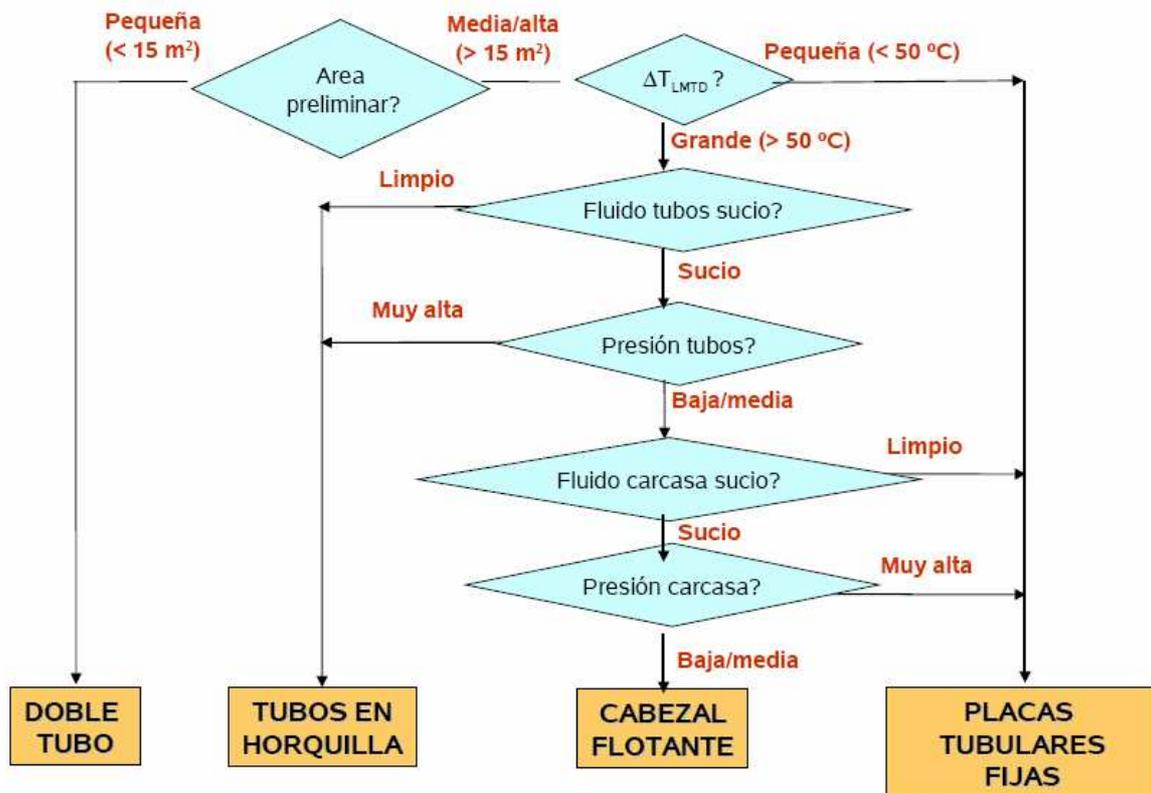 Pequeña
(< 15 m²)
Area
preliminar?
Media/alta
(> 15 m²)
ΔT LMTD ?
Pequeña (< 50 ºC)
Grande (> 50 ºC)
Limpio
Fluido tubos sucio?
Sucio
Muy alta
Presión tubos?
Baja/media
Limpio
Fluido carcasa sucio?
Sucio
Muy alta
Presión carcasa?
Baja/media
DOBLE
TUBO
TUBOS EN
HORQUILLA
CABEZAL
FLOTANTE
PLACAS
TUBULARES
FIJAS